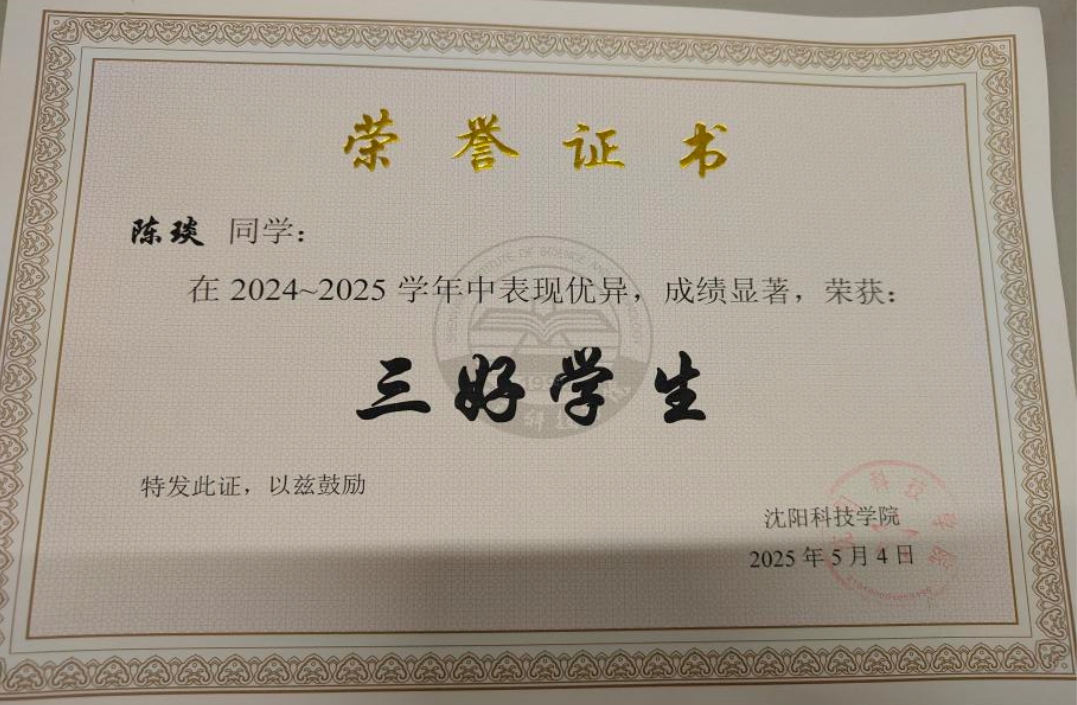 荣誉证书
陈琰 同学：
在 2024~2025 学年中表现优异，成绩显著，荣获：
三好学生
特发此证，以兹鼓励
沈阳科技学院
2025 年 5 月 4 日